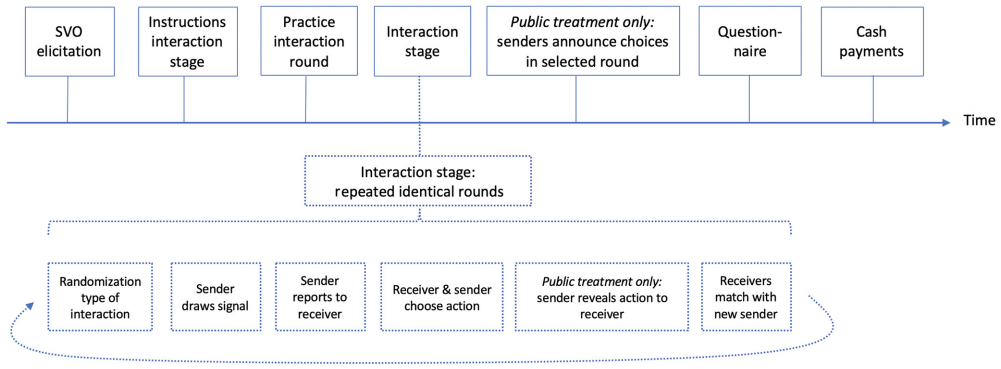 SVO
elicitation
Instructions
interaction
stage
Practice
interaction
round
Interaction
stage
Public treatment only:
senders announce choices
in selected round
Question-
naire
Cash
payments
Time
Interaction stage:
repeated identical rounds
Randomization
type of
interaction
Sender
draws signal
Sender
reports to
receiver
Receiver & sender
choose action
Public treatment only:
sender reveals action to
receiver
Receivers
match with
new sender